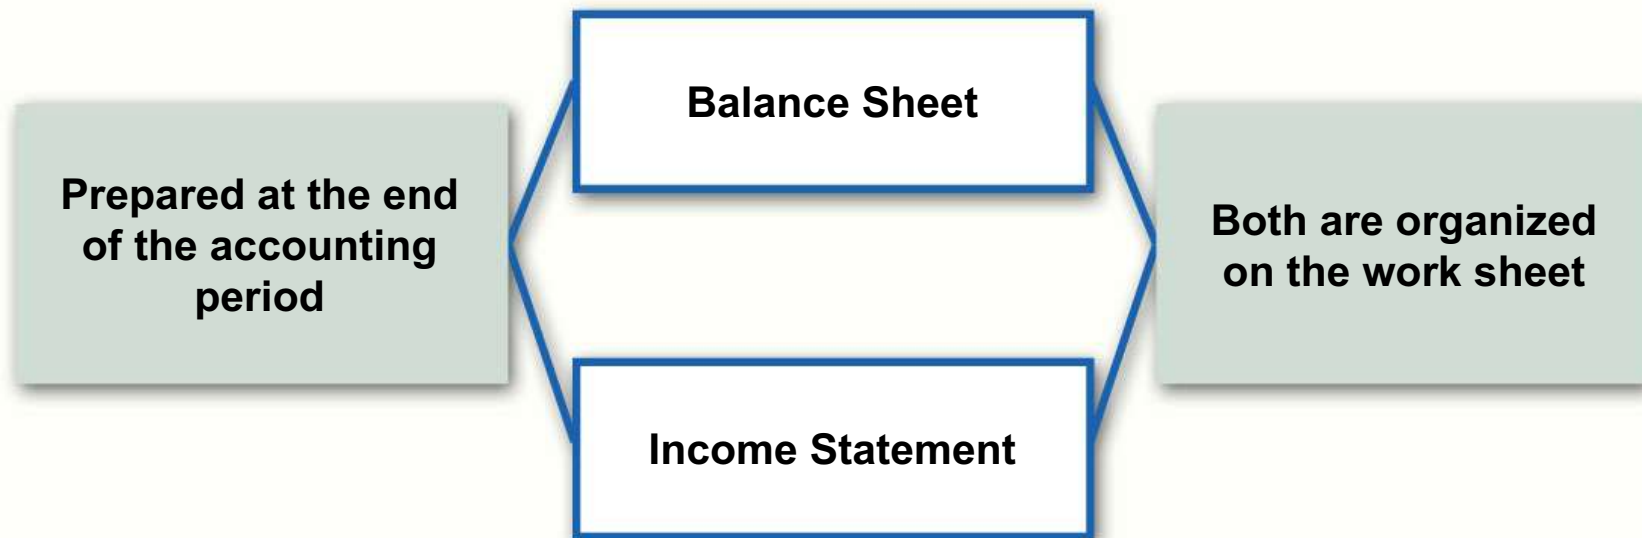 Balance Sheet
Prepared at the end
of the accounting
period
Both are organized
on the work sheet
Income Statement